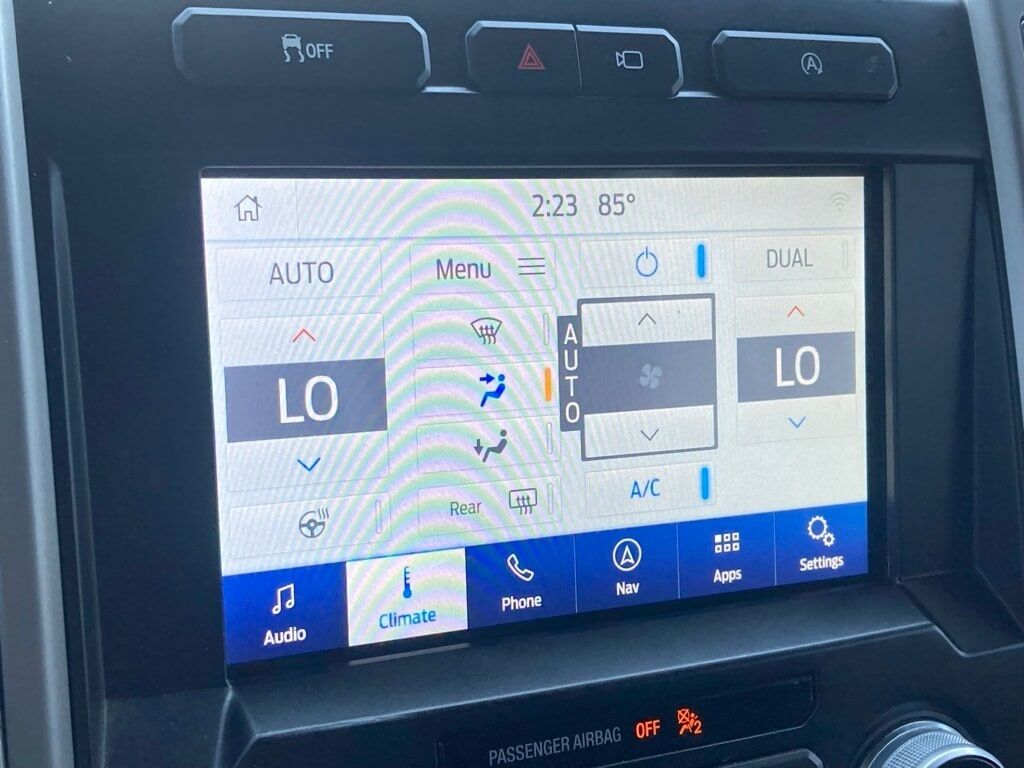 OFF
A
2:23 85°
AUTO
Menu
DUAL
LO
AUTO
LO
Rear
A/C
Audio
Climate
Phone
Nav
Apps
Settings
PASSENGER AIRBAG OFF 2